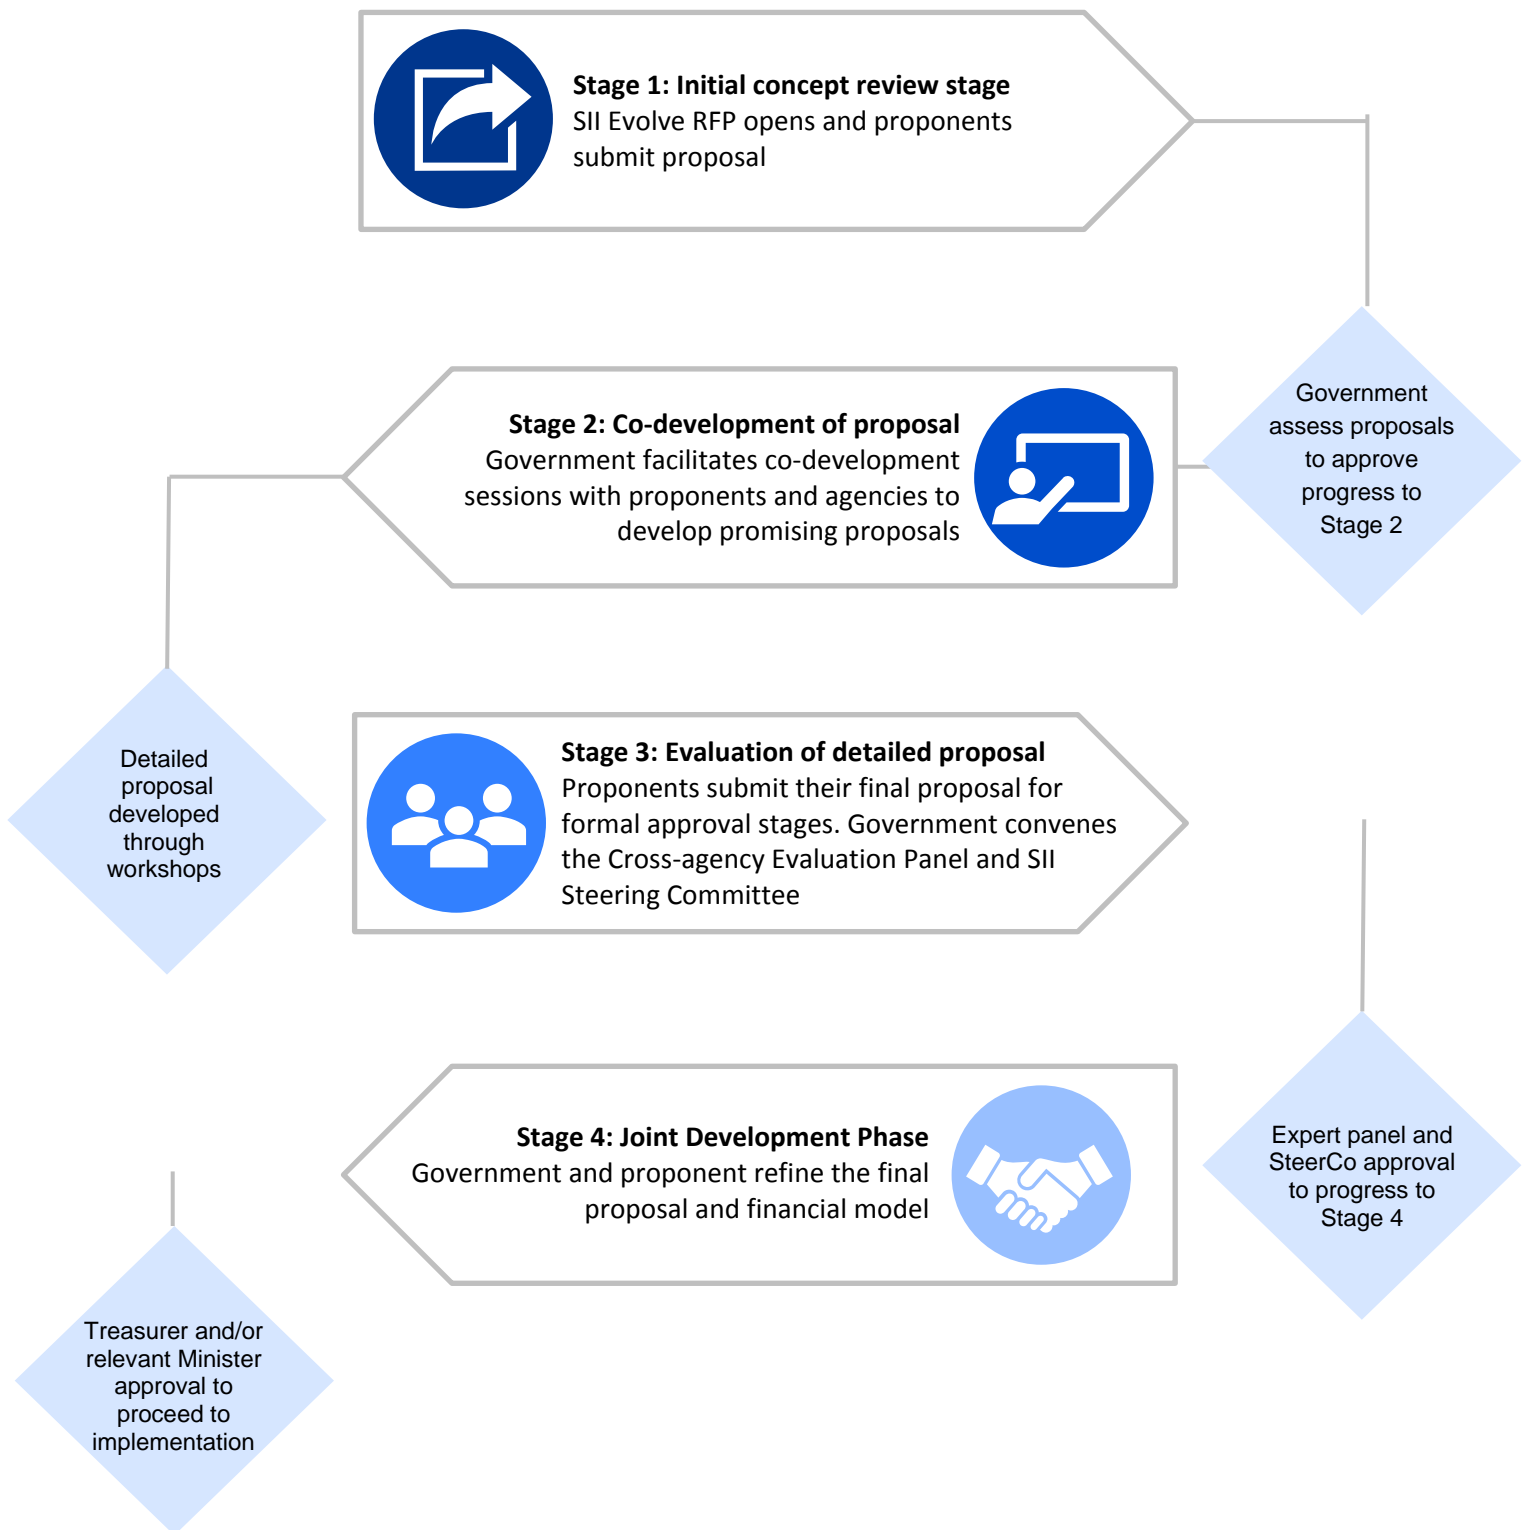 Stage 1: Initial concept review stage
SII Evolve RFP opens and proponents
submit proposal
Government
assess proposals
to approve
progress to
Stage 2
Stage 2: Co-development of proposal
Government facilitates co-development
sessions with proponents and agencies to
develop promising proposals
Detailed
proposal
developed
through
workshops
Stage 3: Evaluation of detailed proposal
Proponents submit their final proposal for
formal approval stages. Government convenes
the Cross-agency Evaluation Panel and SII
Steering Committee
Expert panel and
SteerCo approval
to progress to
Stage 4
Stage 4: Joint Development Phase
Government and proponent refine the final
proposal and financial model
Treasurer and/or
relevant Minister
approval to
proceed to
implementation